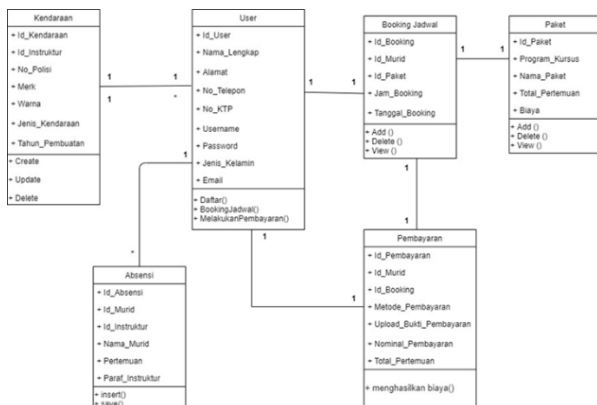 Kendaraan
+ Id_Kendaraan
+ Id_Instruktur
+ No_Polisi
+ Merk
+ Warna
+ Jenis_Kendaraan
+ Tahun_Pembuatan
+ Create
+ Update
+ Delete
1
1
1
*
User
+ Id_User
+ Nama_Lengkap
+ Alamat
+ No_Telepon
+ No_KTP
+ Username
+ Password
+ Jenis_Kelamin
+ Email
+ Daftar()
+ BookingJadwal()
+ MelakukanPembayaran()
1
1
Booking Jadwal
+ Id_Booking
+ Id_Murid
+ Id_Paket
+ Jam_Booking
+ Tanggal_Booking
+ Add ()
+ Delete ()
+ View ()
1
1
Paket
+ Id_Paket
+ Program_Kursus
+ Nama_Paket
+ Total_Pertemuan
+ Biaya
+ Add ()
+ Delete ()
+ View ()
1
*
1
1
1
1
Absensi
+ Id_Absensi
+ Id_Murid
+ Id_Instruktur
+ Nama_Murid
+ Pertemuan
+ Paraf_Instruktur
+ insert()
+ save()
Pembayaran
+ Id_Pembayaran
+ Id_Murid
+ Id_Booking
+ Metode_Pembayaran
+ Upload_Bukti_Pembayaran
+ Nominal_Pembayaran
+ Total_Pertemuan
+ menghasilkan biaya()